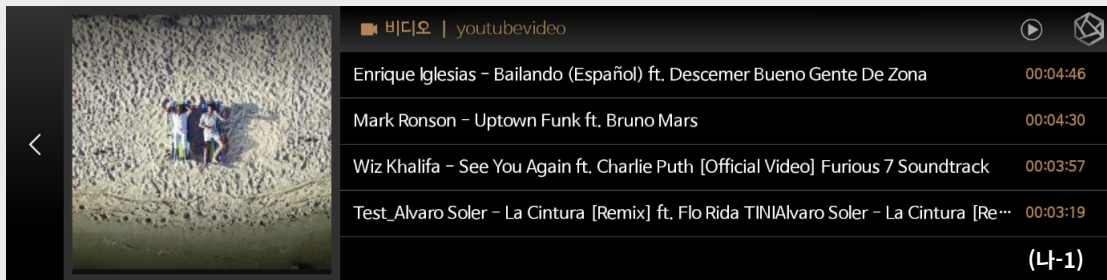 비디오 | youtubevideo
Enrique Iglesias - Bailando (Español) ft. Descemer Bueno Gente De Zona 00:04:46
Mark Ronson - Uptown Funk ft. Bruno Mars 00:04:30
Wiz Khalifa - See You Again ft. Charlie Puth [Official Video] Furious 7 Soundtrack 00:03:57
Test_Alvaro Soler - La Cintura [Remix] ft. Flo Rida TINIAlvaro Soler - La Cintura [Re··· 00:03:19
(나-1)